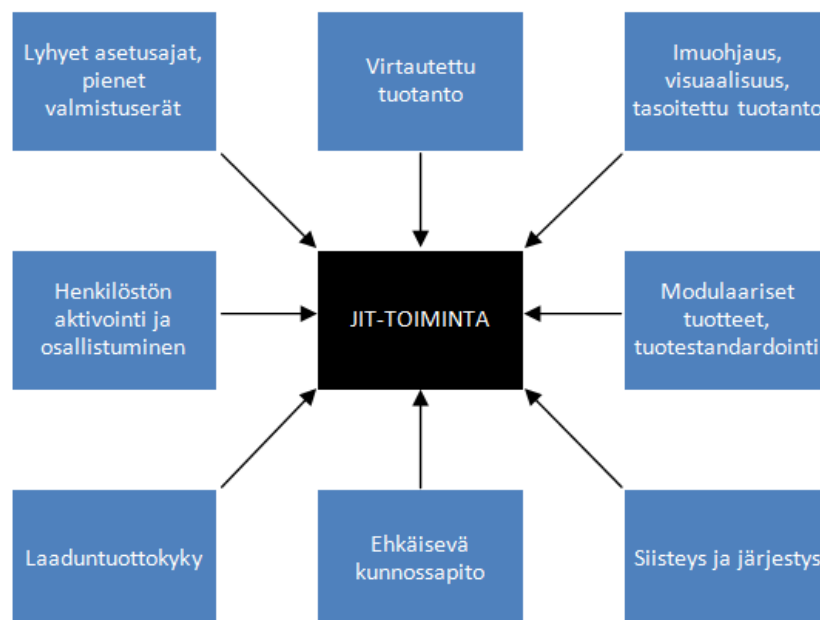 Lyhyet asetusajat,
pienet
valmistuserät
Virtautettu
tuotanto
Imuohjaus,
visuaalisuus,
tasoitettu tuotanto
Henkilöstön
aktivointi ja
osallistuminen
JIT-TOIMINTA
Modulaariset
tuotteet,
tuotestandardointi
Laaduntuottokyky
Ehkäisevä
kunnossapito
Siisteys ja järjestys